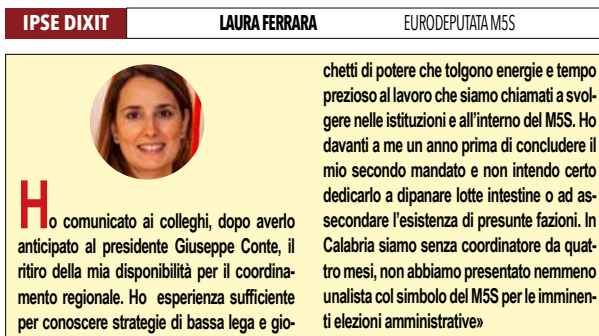 IPSE DIXIT
LAURA FERRARA
EURODEPUTATA M5S
Ho comunicato ai colleghi, dopo averlo
anticipato al presidente Giuseppe Conte, il
ritiro della mia disponibilità per il coordina-
mento regionale. Ho esperienza sufficiente
per conoscere strategie di bassa lega e gio-
chetti di potere che tolgono energie e tempo
prezioso al lavoro che siamo chiamati a svol-
gere nelle istituzioni e all'interno del M5S. Ho
davanti a me un anno prima di concludere il
mio secondo mandato e non intendo certo
dedicarlo a dipanare lotte intestine o ad as-
secondare l'esistenza di presunte fazioni. In
Calabria siamo senza coordinatore da quat-
tro mesi, non abbiamo presentato nemmeno
unalista col simbolo del M5S per le imminen-
ti elezioni amministrative»